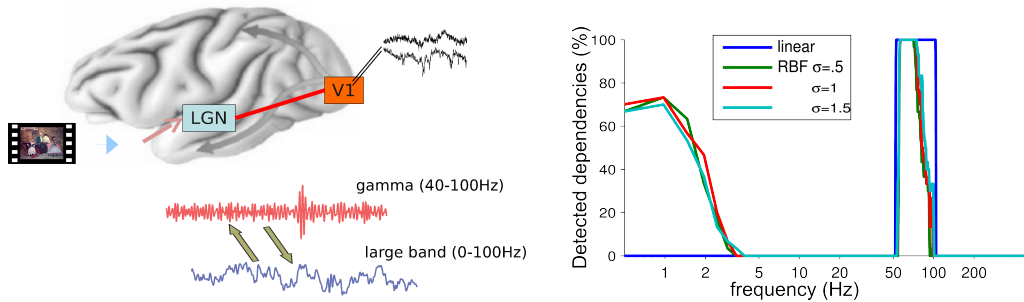 V1
LGN
gamma (40-100Hz)
large band (0-100Hz)
Detected dependencies (%)
100
80
60
40
20
0
linear
RBF σ=.5
σ=1
σ=1.5
1 2 5 10 20 50 100 200
frequency (Hz)